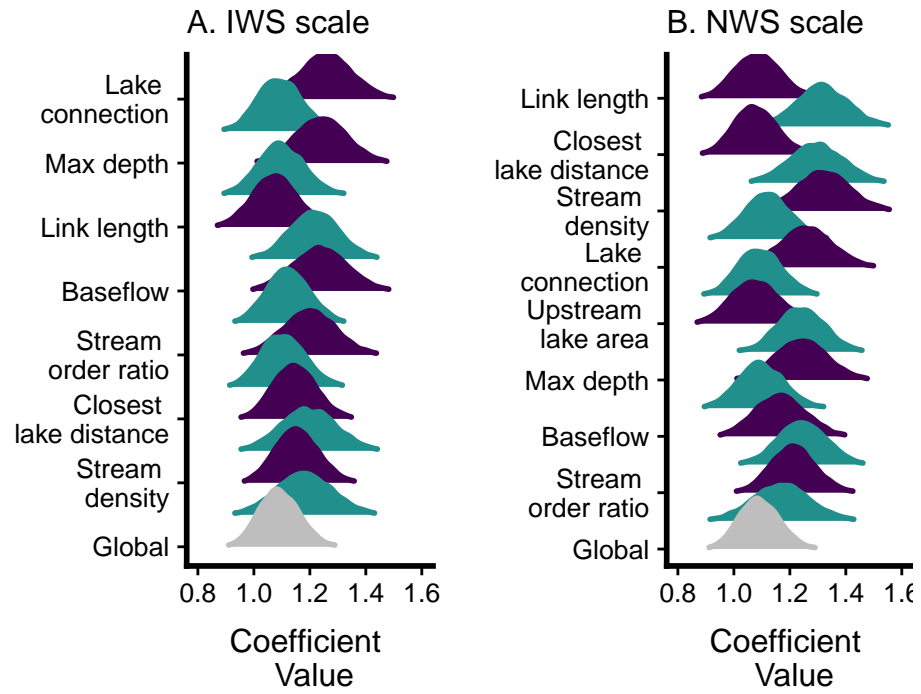 A. IWS scale
Lake
connection
Max depth
Link length
Baseflow
Stream
order ratio
Closest
lake distance
Stream
density
Global
0.8 1.0 1.2 1.4 1.6
Coefficient
Value
B. NWS scale
Link length
Closest
lake distance
Stream
density
Lake
connection
Upstream
lake area
Max depth
Baseflow
Stream
order ratio
Global
0.8 1.0 1.2 1.4 1.6
Coefficient
Value